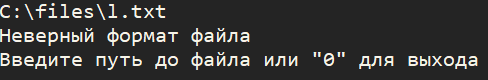 C:\files\l.txt
Неверный формат файла
Введите путь до файла или "0" для выхода